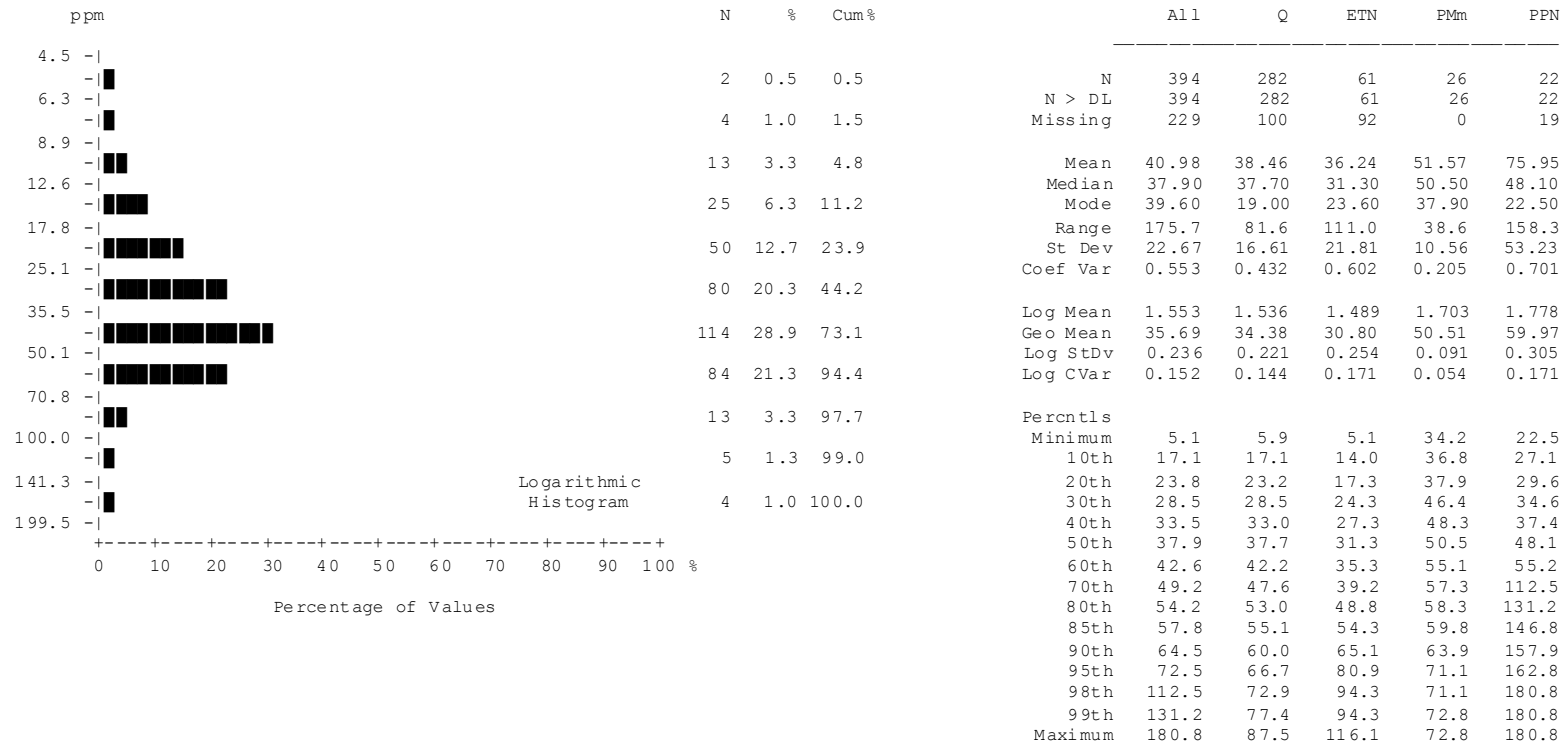 ppm N % Cum% All Q ETN PMm PPN
4.5 -|
-| 2 0.5 0.5 N 394 282 61 26 22
6.3 -| N > DL 394 282 61 26 22
-| 4 1.0 1.5 Missing 229 100 92 0 19
8.9 -|
-| 13 3.3 4.8 Mean 40.98 38.46 36.24 51.57 75.95
12.6 -| Median 37.90 37.70 31.30 50.50 48.10
-| 25 6.3 11.2 Mode 39.60 19.00 23.60 37.90 22.50
17.8 -| Range 175.7 81.6 111.0 38.6 158.3
-| 50 12.7 23.9 St Dev 22.67 16.61 21.81 10.56 53.23
25.1 -| Coef Var 0.553 0.432 0.602 0.205 0.701
-| 80 20.3 44.2
35.5 -| Log Mean 1.553 1.536 1.489 1.703 1.778
-| 114 28.9 73.1 Geo Mean 35.69 34.38 30.80 50.51 59.97
50.1 -| Log StDv 0.236 0.221 0.254 0.091 0.305
-| 84 21.3 94.4 Log CVar 0.152 0.144 0.171 0.054 0.171
70.8 -|
-| 13 3.3 97.7 Percntls
100.0 -| Minimum 5.1 5.9 5.1 34.2 22.5
-| 5 1.3 99.0 10th 17.1 17.1 14.0 36.8 27.1
141.3 -| Logarithmic 20th 23.8 23.2 17.3 37.9 29.6
-| Histogram 4 1.0 100.0 30th 28.5 28.5 24.3 46.4 34.6
199.5 -| 40th 33.5 33.0 27.3 48.3 37.4
+----+----+----+----+----+----+----+----+----+----+ 50th 37.9 37.7 31.3 50.5 48.1
0 10 20 30 40 50 60 70 80 90 100 % 60th 42.6 42.2 35.3 55.1 55.2
70th 49.2 47.6 39.2 57.3 112.5
Percentage of Values 80th 54.2 53.0 48.8 58.3 131.2
85th 57.8 55.1 54.3 59.8 146.8
90th 64.5 60.0 65.1 63.9 157.9
95th 72.5 66.7 80.9 71.1 162.8
98th 112.5 72.9 94.3 71.1 180.8
99th 131.2 77.4 94.3 72.8 180.8
Maximum 180.8 87.5 116.1 72.8 180.8